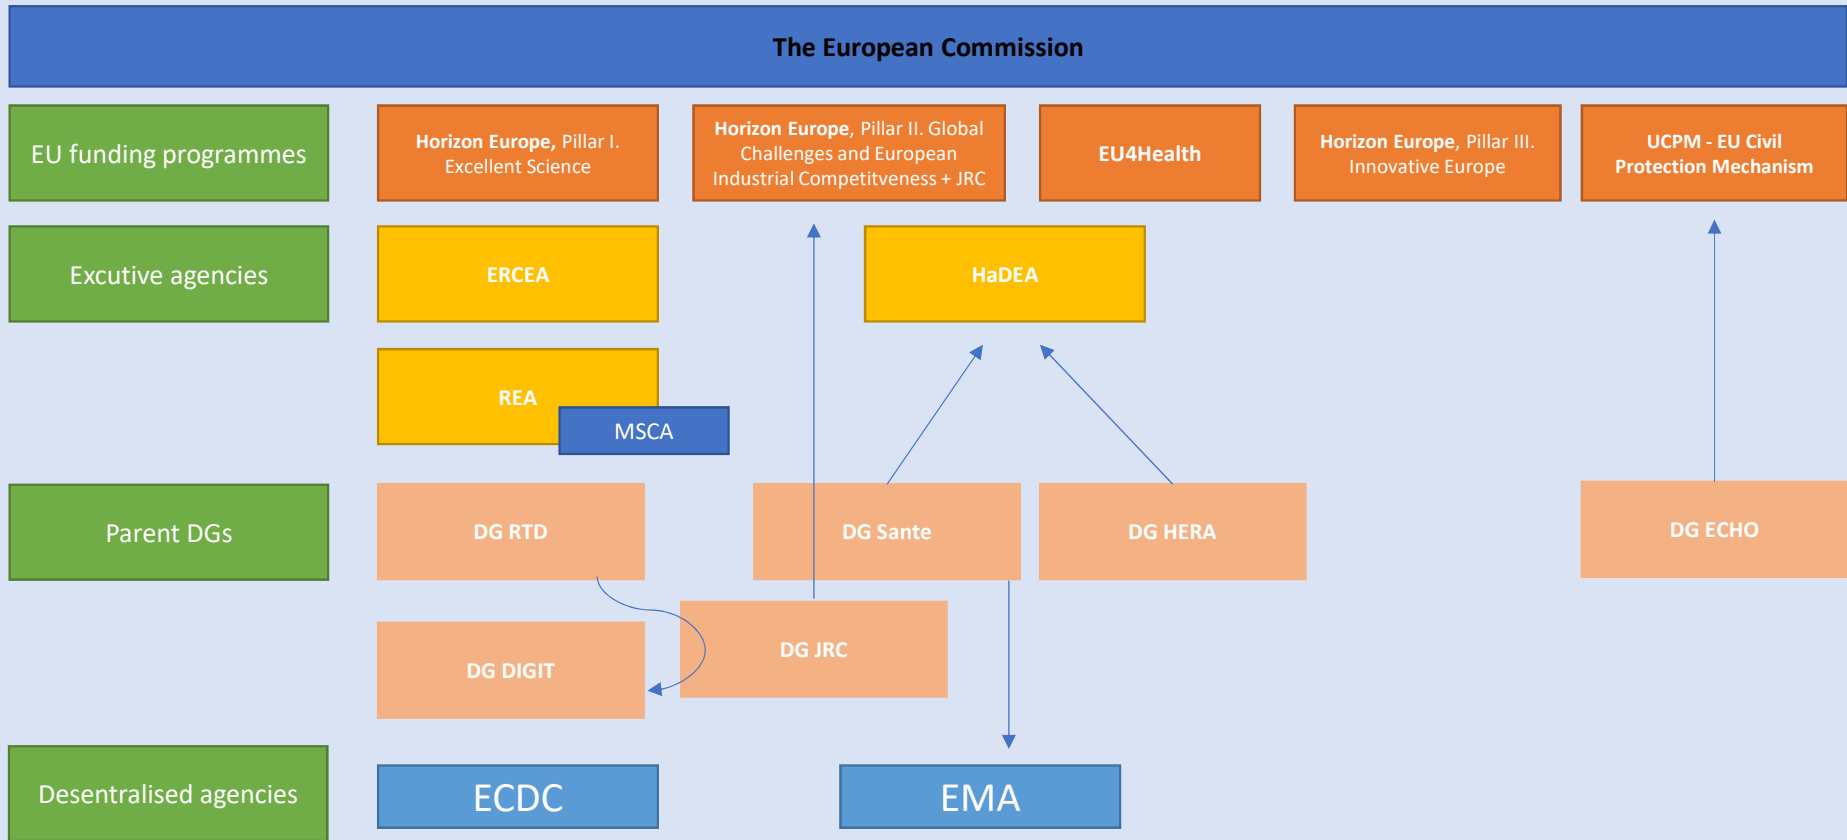 The European Commission
EU funding programmes
Horizon Europe, Pillar I.
Excellent Science
Horizon Europe, Pillar II. Global
Challenges and European
Industrial Competitveness + JRC
EU4Health
Horizon Europe, Pillar III.
Innovative Europe
UCPM - EU Civil
Protection Mechanism
Excutive agencies
ERCEA
HaDEA
REA
MSCA
Parent DGs
DG RTD
DG Sante
DG HERA
DG ECHO
DG DIGIT
DG JRC
Desentralised agencies
ECDC
EMA